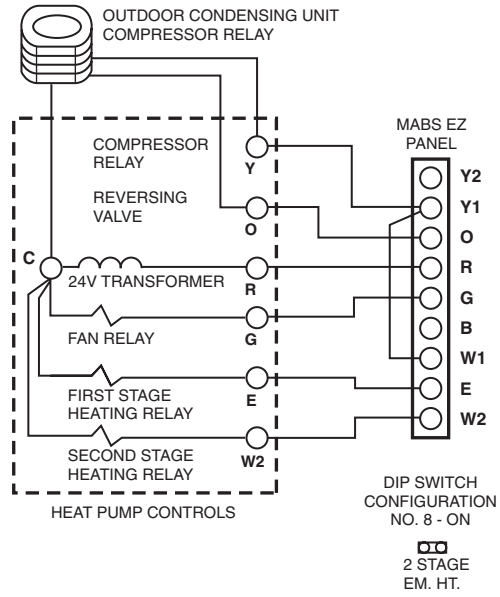 OUTDOOR CONDENSING UNIT
COMPRESSOR RELAY
MABS EZ
PANEL
COMPRESSOR
RELAY
Y
REVERSING
VALVE
O
C
24V TRANSFORMER
R
FAN RELAY
G
FIRST STAGE
HEATING RELAY
E
SECOND STAGE
HEATING RELAY
W2
HEAT PUMP CONTROLS
Y2
Y1
O
R
G
B
W1
E
W2
DIP SWITCH
CONFIGURATION
NO. 8 - ON
2 STAGE
EM. HT.